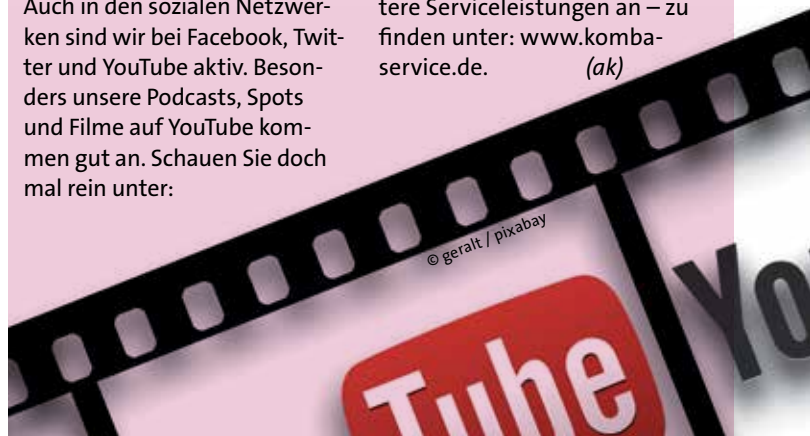 Auch in den sozialen Netzwer-
ken sind wir bei Facebook, Twit-
ter und YouTube aktiv. Beson-
ders unsere Podcasts, Spots
und Filme auf YouTube kom-
men gut an. Schauen Sie doch
mal rein unter:
tere Serviceleistungen an – zu
finden unter: www.komba-
service.de. (ak)
© geralt / pixabay
Tube
Yo